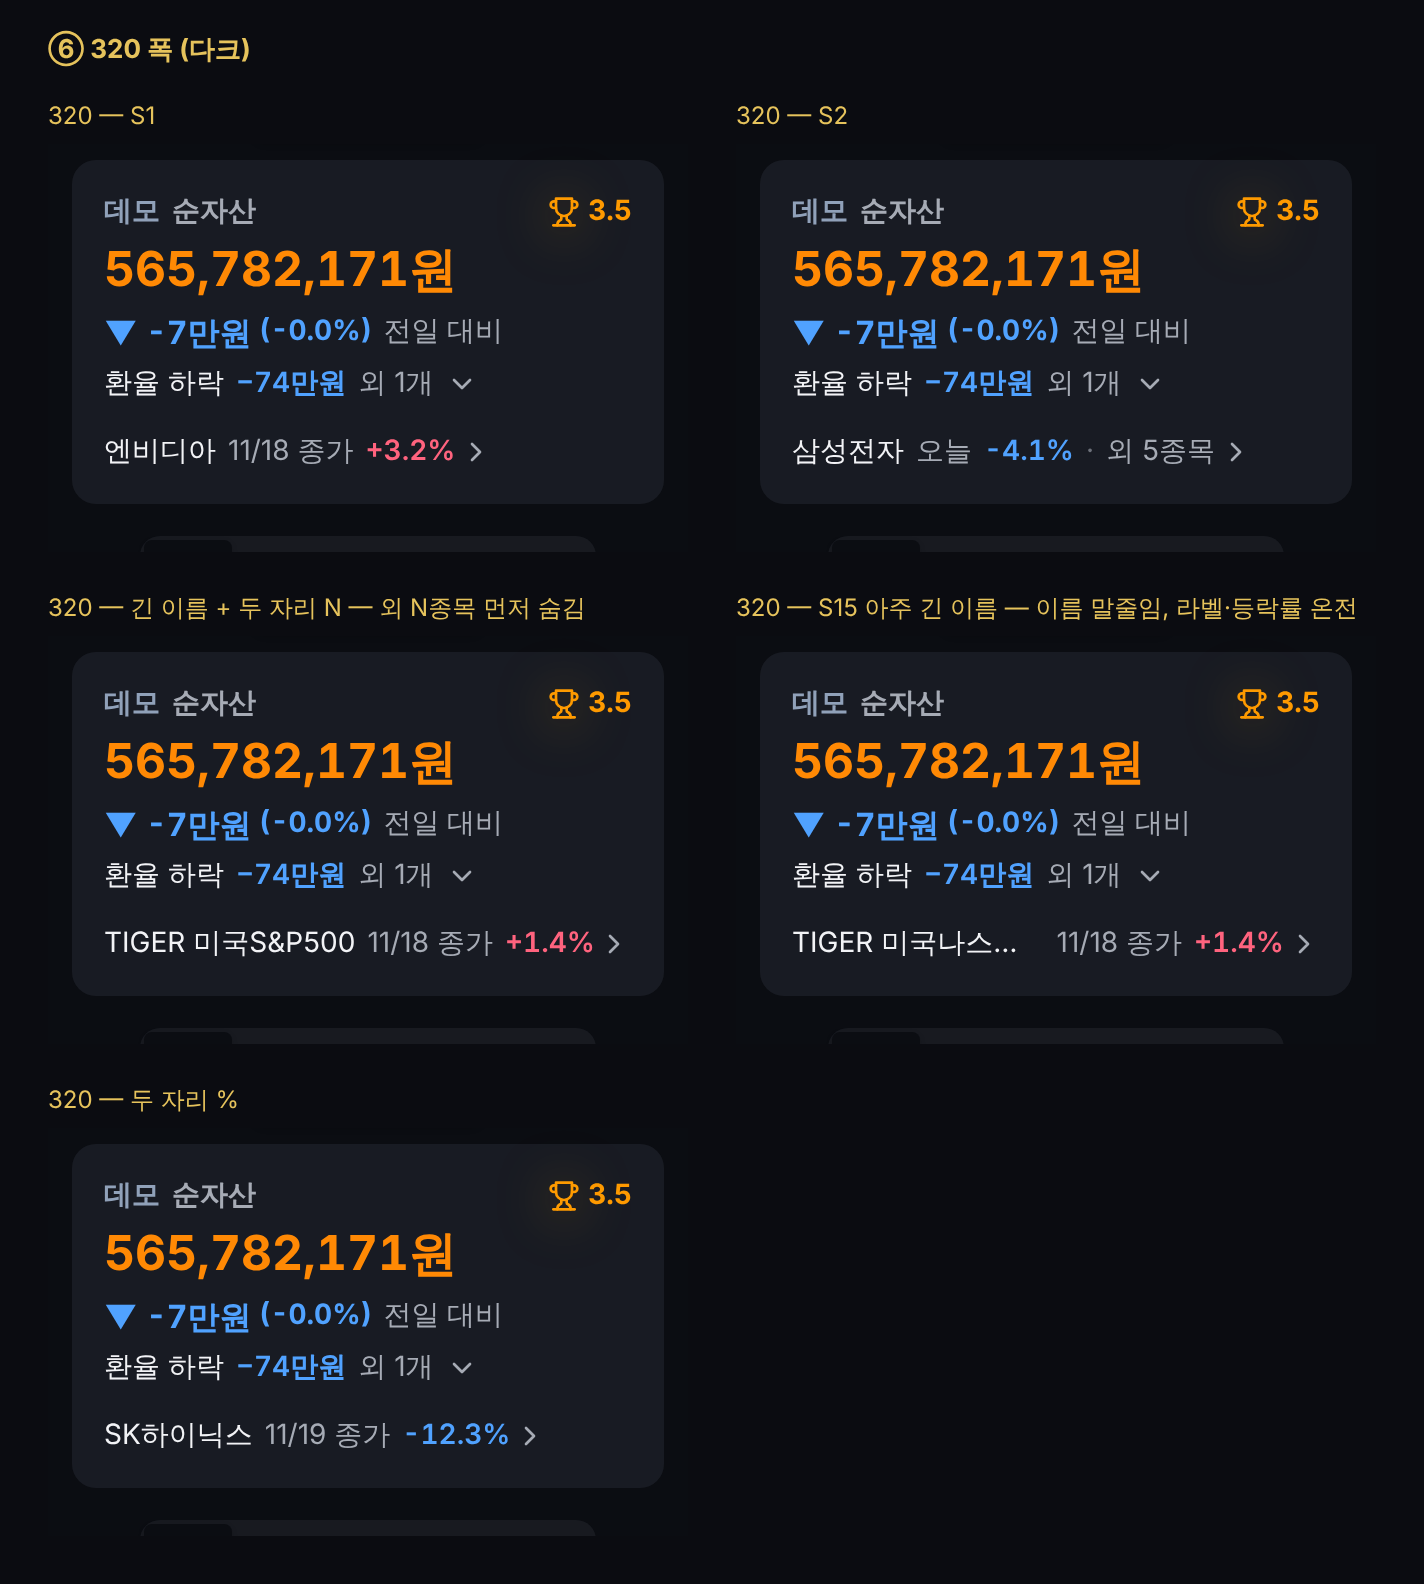 ⑥ 320 폭 (다크)
320 — S1
데모 순자산 3.5
565,782,171원
▼ -7만원 (-0.0%) 전일 대비
환율 하락 −74만원 외 1개
엔비디아 11/18 종가 +3.2%
320 — S2
데모 순자산 3.5
565,782,171원
▼ -7만원 (-0.0%) 전일 대비
환율 하락 −74만원 외 1개
삼성전자 오늘 -4.1% · 외 5종목
320 — 긴 이름 + 두 자리 N — 외 N종목 먼저 숨김
데모 순자산 3.5
565,782,171원
▼ -7만원 (-0.0%) 전일 대비
환율 하락 −74만원 외 1개
TIGER 미국S&P500 11/18 종가 +1.4%
320 — S15 아주 긴 이름 — 이름 말줄임, 라벨·등락률 온전
데모 순자산 3.5
565,782,171원
▼ -7만원 (-0.0%) 전일 대비
환율 하락 −74만원 외 1개
TIGER 미국나스... 11/18 종가 +1.4%
320 — 두 자리 %
데모 순자산 3.5
565,782,171원
▼ -7만원 (-0.0%) 전일 대비
환율 하락 −74만원 외 1개
SK하이닉스 11/19 종가 -12.3%